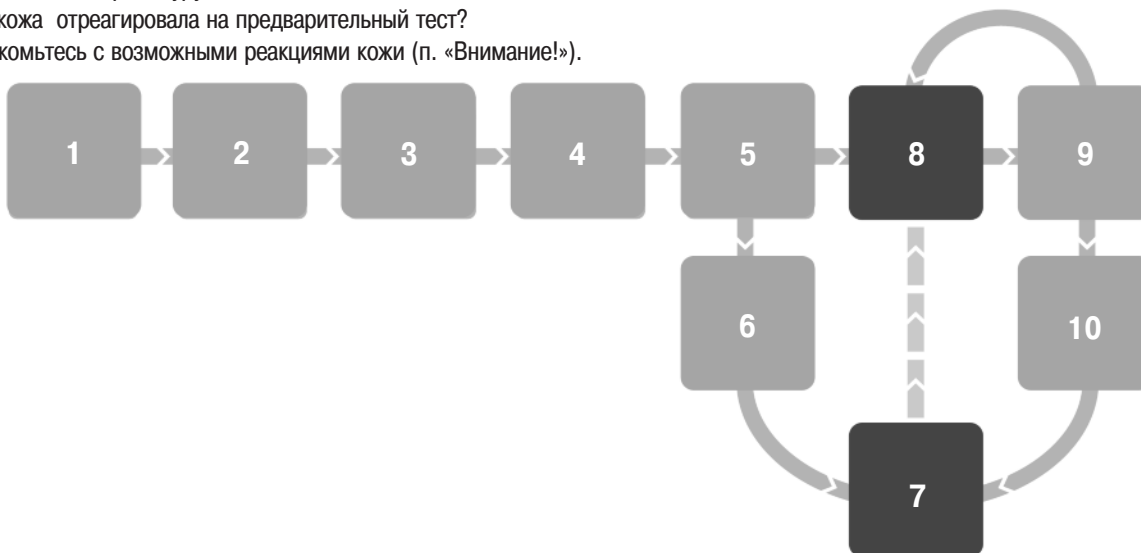 кожа отреагировала на предварительный тест?
комьтесь с возможными реакциями кожи (п. «Внимание!»).
1 2 3 4 5 8 9
6 10
7